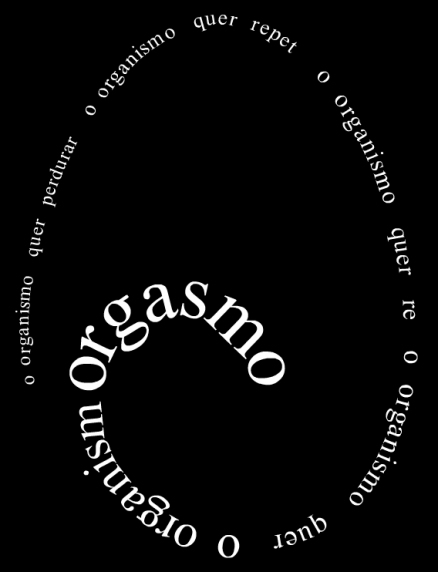 o organismo quer perdurar
o organismo quer repet
o organismo quer re
o organismo quer
o organism
orgasmo